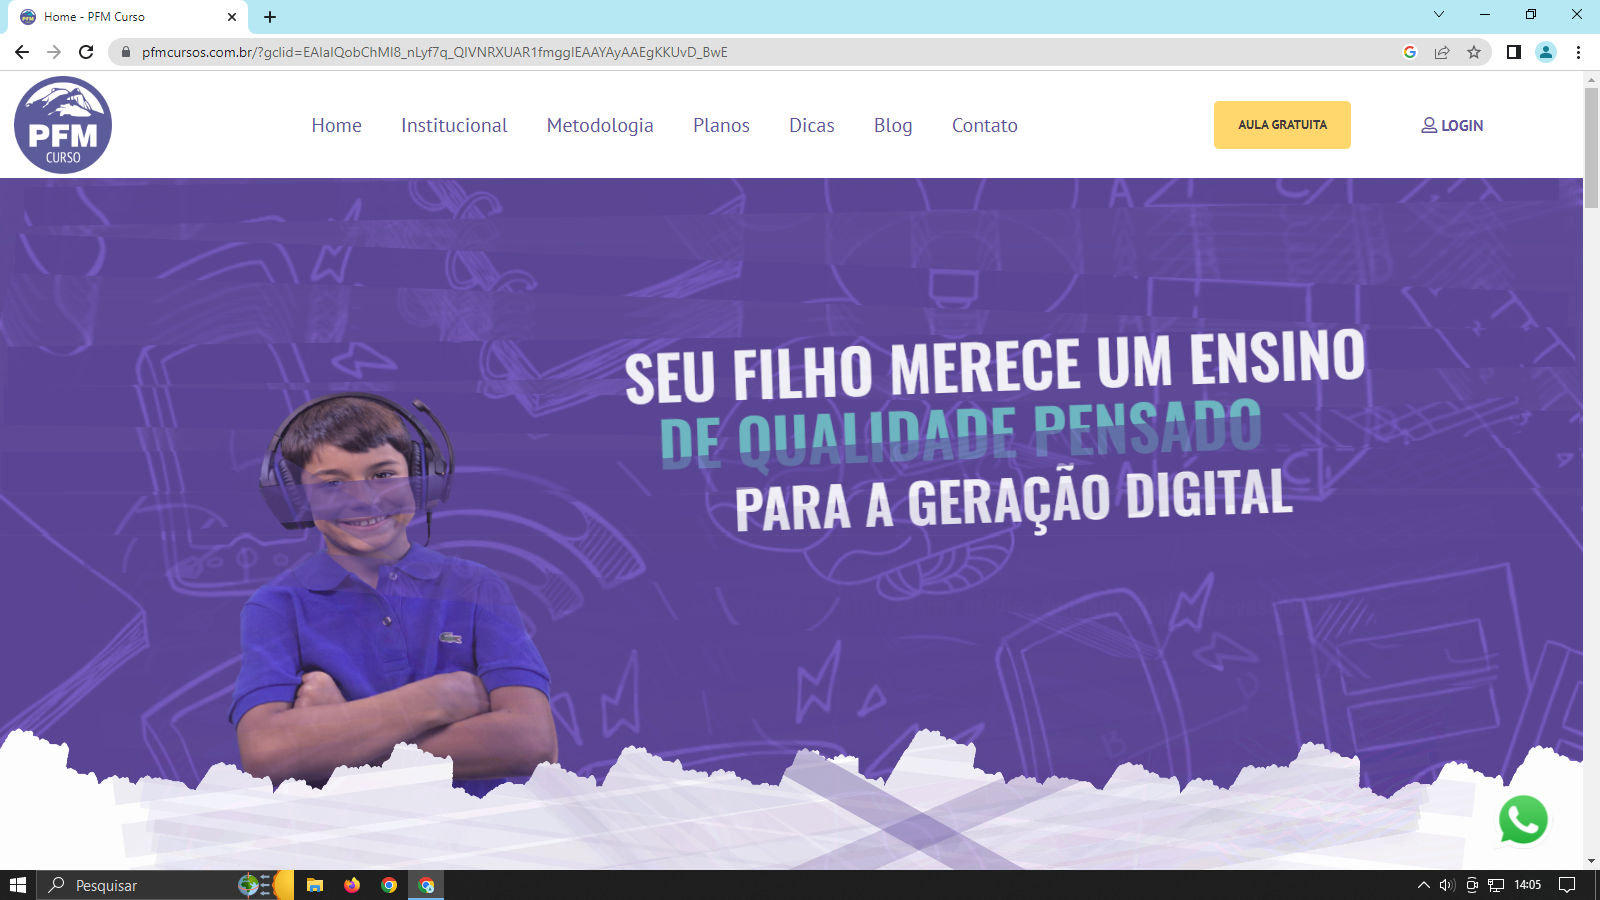 Home - PFM Curso
pfmcursos.com.br/?gclid=EAIaIQobChMI8_nLyf7q_QIVNRXUAR1fmggIEAAYAyAAEgKKUvD_BwE
PFM
CURSO
Home Institucional Metodologia Planos Dicas Blog Contato
AULA GRATUITA
LOGIN
SEU FILHO MERECE UM ENSINO
DE QUALIDADE PENSADO
PARA A GERAÇÃO DIGITAL
Pesquisar
14:05